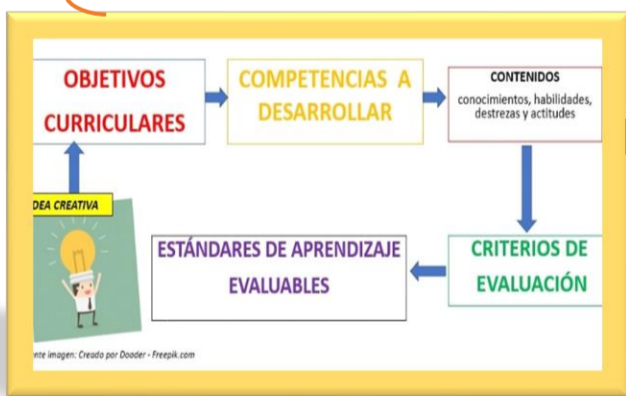 OBJETIVOS
CURRICULARES
COMPETENCIAS A
DESARROLLAR
CONTENIDOS
conocimientos, habilidades,
destrezas y actitudes
DEA CREATIVA
ESTÁNDARES DE APRENDIZAJE
EVALUABLES
CRITERIOS DE
EVALUACIÓN
nte imagen: Creado por Dooder - Freepik.com